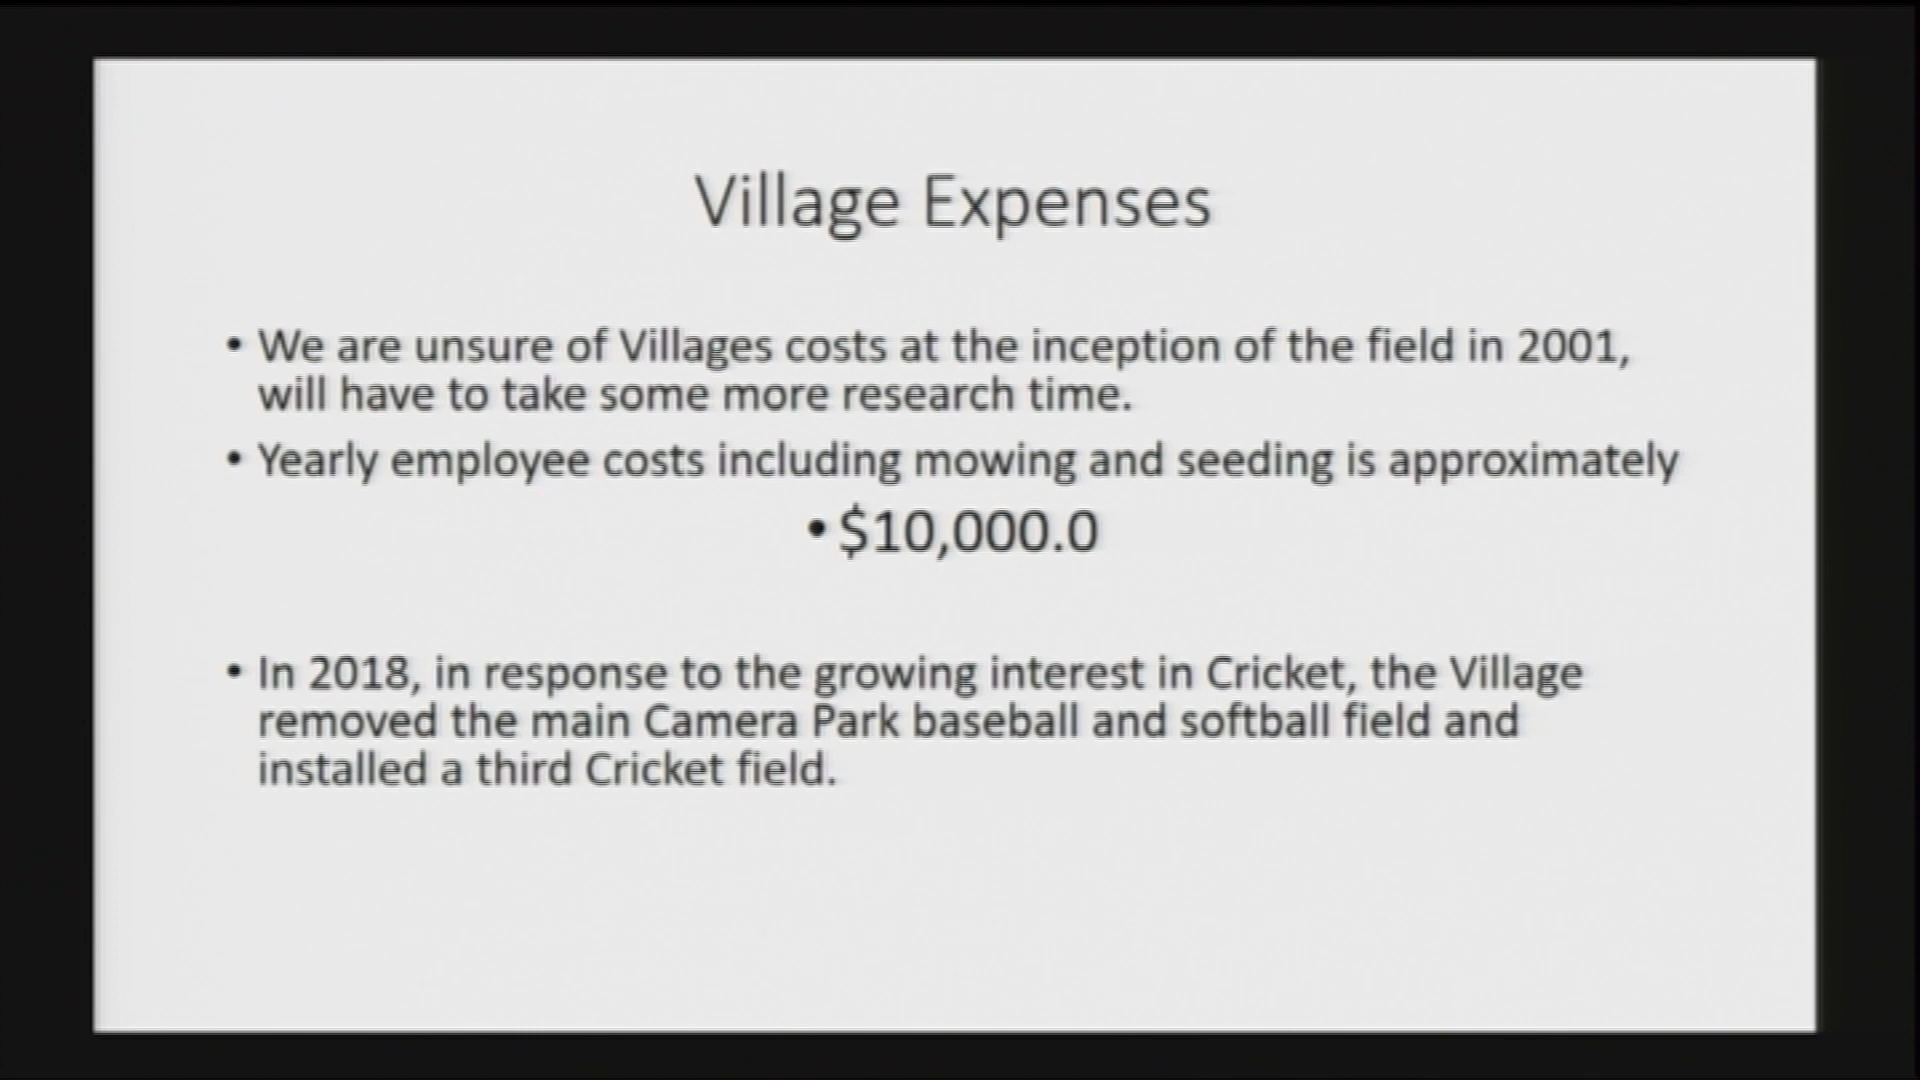 Village Expenses
• We are unsure of Villages costs at the inception of the field in 2001,
will have to take some more research time.
• Yearly employee costs including mowing and seeding is approximately
• $10,000.0
• In 2018, in response to the growing interest in Cricket, the Village
removed the main Camera Park baseball and softball field and
installed a third Cricket field.